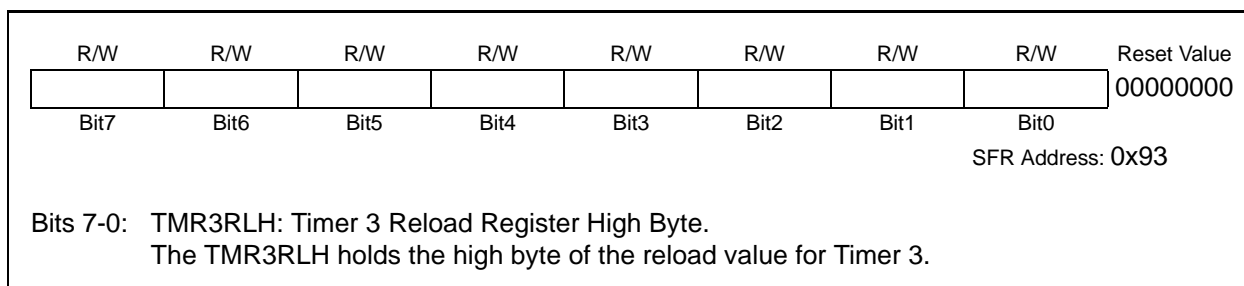 R/W R/W R/W R/W R/W R/W R/W R/W Reset Value
00000000
Bit7 Bit6 Bit5 Bit4 Bit3 Bit2 Bit1 Bit0
SFR Address: 0x93
Bits 7-0: TMR3RLH: Timer 3 Reload Register High Byte.
The TMR3RLH holds the high byte of the reload value for Timer 3.